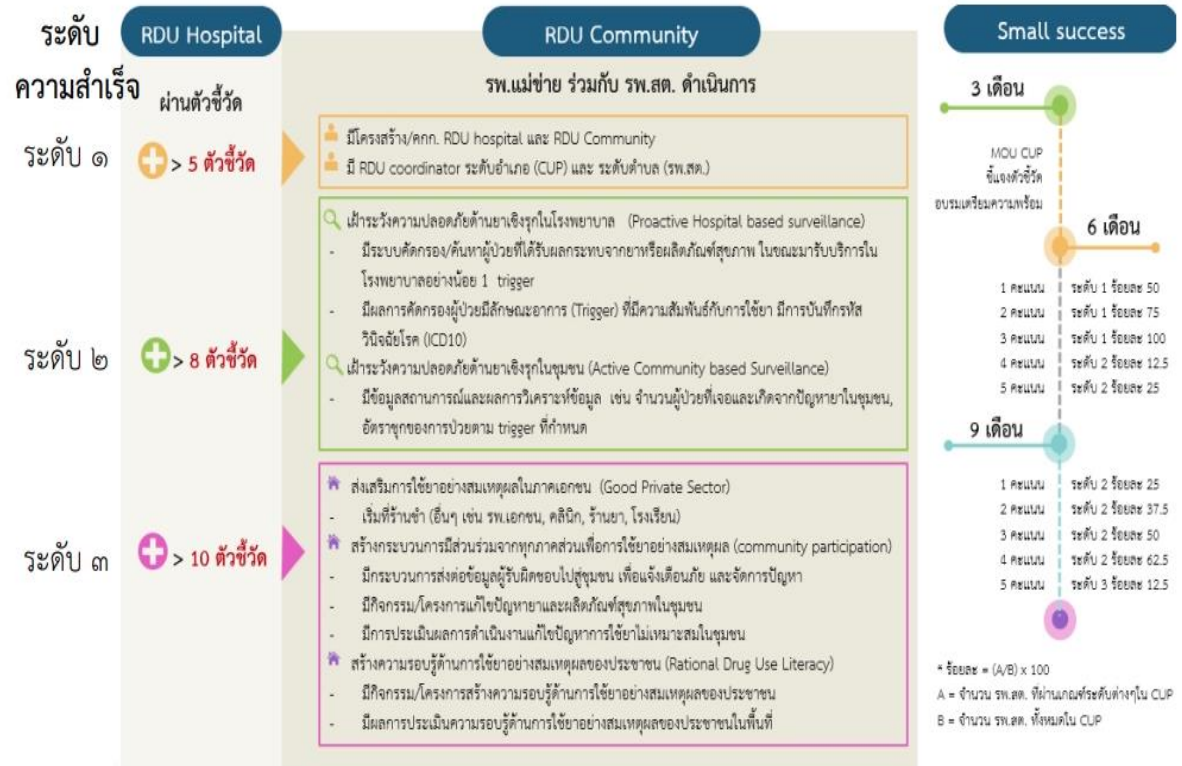 ระดับ
ความสำเร็จ
RDU Hospital
ผ่านตัวชี้วัด
RDU Community
รพ.แม่ข่าย ร่วมกับ รพ.สต. ดำเนินการ
ระดับ ๑
> 5 ตัวชี้วัด
มีโครงสร้าง/คกก. RDU hospital และ RDU Community
มี RDU coordinator ระดับอำเภอ (CUP) และ ระดับตำบล (รพ.สต.)
ระดับ ๒
> 8 ตัวชี้วัด
เฝ้าระวังความปลอดภัยด้านยาเชิงรุกในโรงพยาบาล (Proactive Hospital based surveillance)
- มีระบบคัดกรอง/ค้นหาผู้ป่วยที่ได้รับผลกระทบจากยาหรือผลิตภัณฑ์สุขภาพ ในขณะมารับบริการใน
โรงพยาบาลอย่างน้อย 1 trigger
- มีผลการคัดกรองผู้ป่วยมีลักษณะอาการ (Trigger) ที่มีความสัมพันธ์กับการใช้ยา มีการบันทึกรหัส
วินิจฉัยโรค (ICD10)
เฝ้าระวังความปลอดภัยด้านยาเชิงรุกในชุมชน (Active Community based Surveillance)
- มีข้อมูลสถานการณ์และผลการวิเคราะห์ข้อมูล เช่น จำนวนผู้ป่วยที่เจอและเกิดจากปัญหายาในชุมชน,
อัตราชุกของการป่วยตาม trigger ที่กำหนด
ระดับ ๓
> 10 ตัวชี้วัด
ส่งเสริมการใช้ยาอย่างสมเหตุผลในภาคเอกชน (Good Private Sector)
- เริ่มที่ร้านชำ (อื่นๆ เช่น รพ.เอกชน, คลินิก, ร้านยา, โรงเรียน)
สร้างกระบวนการมีส่วนร่วมจากทุกภาคส่วนเพื่อการใช้ยาอย่างสมเหตุผล (community participation)
- มีกระบวนการส่งต่อข้อมูลผู้รับผิดชอบไปสู่ชุมชน เพื่อแจ้งเตือนภัย และจัดการปัญหา
- มีกิจกรรม/โครงการแก้ไขปัญหายาและผลิตภัณฑ์สุขภาพในชุมชน
- มีการประเมินผลการดำเนินงานแก้ไขปัญหาการใช้ยาไม่เหมาะสมในชุมชน
สร้างความรอบรู้ด้านการใช้ยาอย่างสมเหตุผลของประชาชน (Rational Drug Use Literacy)
- มีกิจกรรม/โครงการสร้างความรอบรู้ด้านการใช้ยาอย่างสมเหตุผลของประชาชน
- มีผลการประเมินความรอบรู้ด้านการใช้ยาอย่างสมเหตุผลของประชาชนในพื้นที่
Small success
3 เดือน
MOU CUP
ชี้แจงตัวชี้วัด
อบรมเตรียมความพร้อม
6 เดือน
1 คะแนน ระดับ 1 ร้อยละ 50
2 คะแนน ระดับ 1 ร้อยละ 75
3 คะแนน ระดับ 1 ร้อยละ 100
4 คะแนน ระดับ 2 ร้อยละ 12.5
5 คะแนน ระดับ 2 ร้อยละ 25
9 เดือน
1 คะแนน ระดับ 2 ร้อยละ 25
2 คะแนน ระดับ 2 ร้อยละ 37.5
3 คะแนน ระดับ 2 ร้อยละ 50
4 คะแนน ระดับ 2 ร้อยละ 62.5
5 คะแนน ระดับ 3 ร้อยละ 12.5
* ร้อยละ = (A/B) x 100
A = จำนวน รพ.สต. ที่ผ่านเกณฑ์ระดับต่างๆใน CUP
B = จำนวน รพ.สต. ทั้งหมดใน CUP